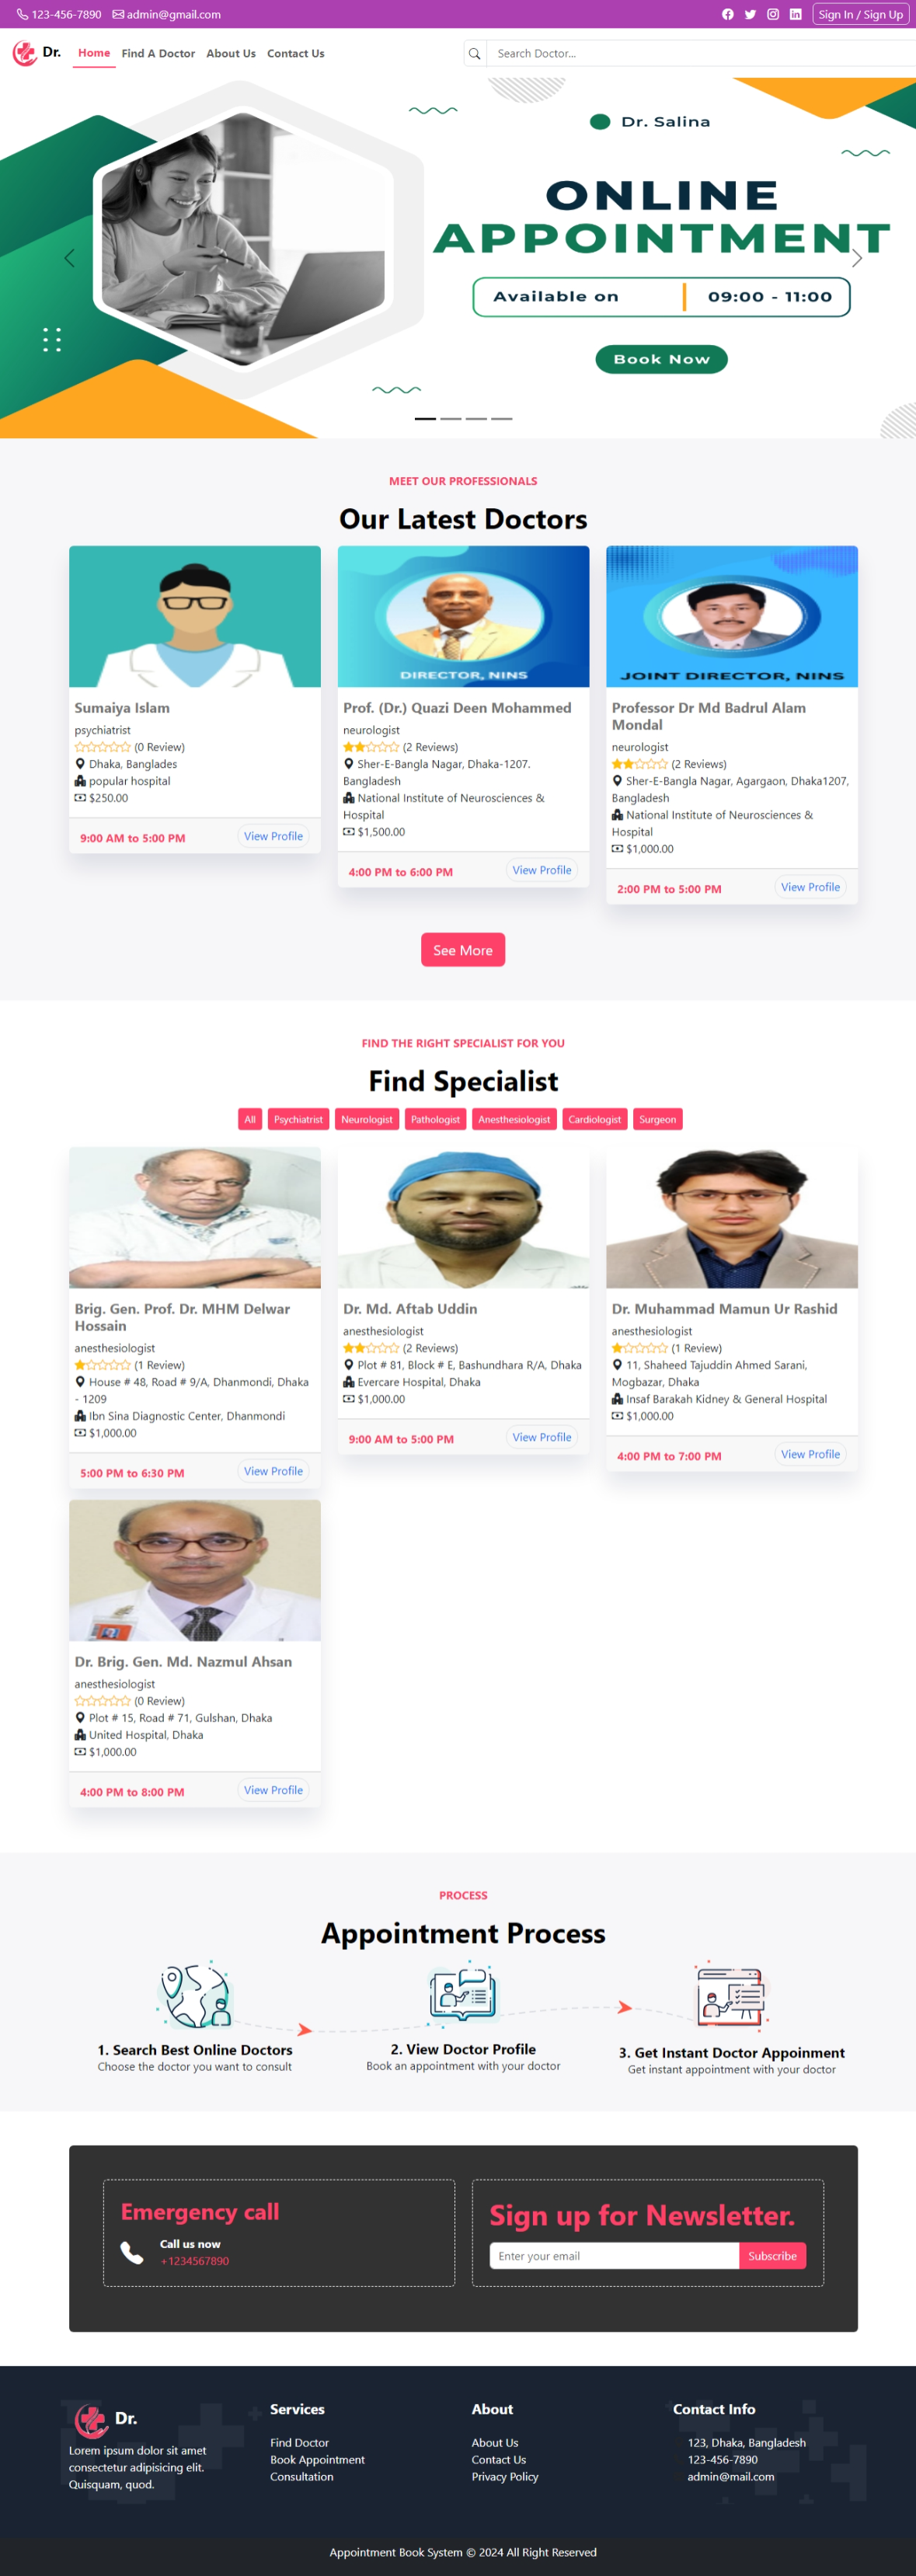 123-456-7890 admin@gmail.com Sign In / Sign Up
Dr. Home Find A Doctor About Us Contact Us Search Doctor...
Dr. Salina
ONLINE
APPOINTMENT
Available on 09:00 - 11:00
Book Now
MEET OUR PROFESSIONALS
Our Latest Doctors
Sumaiya Islam
psychiatrist
(0 Review)
Dhaka, Banglades
popular hospital
$250.00
9:00 AM to 5:00 PM View Profile
DIRECTOR, NINS
Prof. (Dr.) Quazi Deen Mohammed
neurologist
(2 Reviews)
Sher-E-Bangla Nagar, Dhaka-1207.
Bangladesh
National Institute of Neurosciences &
Hospital
$1,500.00
4:00 PM to 6:00 PM View Profile
JOINT DIRECTOR, NINS
Professor Dr Md Badrul Alam
Mondal
neurologist
(2 Reviews)
Sher-E-Bangla Nagar, Agargaon, Dhaka1207,
Bangladesh
National Institute of Neurosciences &
Hospital
$1,000.00
2:00 PM to 5:00 PM View Profile
See More
FIND THE RIGHT SPECIALIST FOR YOU
Find Specialist
All Psychiatrist Neurologist Pathologist Anesthesiologist Cardiologist Surgeon
Brig. Gen. Prof. Dr. MHM Delwar
Hossain
anesthesiologist
(1 Review)
House # 48, Road # 9/A, Dhanmondi, Dhaka
- 1209
Ibn Sina Diagnostic Center, Dhanmondi
$1,000.00
5:00 PM to 6:30 PM View Profile
Dr. Md. Aftab Uddin
anesthesiologist
(2 Reviews)
Plot # 81, Block # E, Bashundhara R/A, Dhaka
Evercare Hospital, Dhaka
$1,000.00
9:00 AM to 5:00 PM View Profile
Dr. Muhammad Mamun Ur Rashid
anesthesiologist
(1 Review)
11, Shaheed Tajuddin Ahmed Sarani,
Mogbazar, Dhaka
Insaf Barakah Kidney & General Hospital
$1,000.00
4:00 PM to 7:00 PM View Profile
Dr. Brig. Gen. Md. Nazmul Ahsan
anesthesiologist
(0 Review)
Plot # 15, Road # 71, Gulshan, Dhaka
United Hospital, Dhaka
$1,000.00
4:00 PM to 8:00 PM View Profile
PROCESS
Appointment Process
1. Search Best Online Doctors
Choose the doctor you want to consult
2. View Doctor Profile
Book an appointment with your doctor
3. Get Instant Doctor Appoinment
Get instant appointment with your doctor
Emergency call
Call us now
+1234567890
Sign up for Newsletter.
Enter your email Subscribe
Dr.
Lorem ipsum dolor sit amet
consectetur adipisicing elit.
Quisquam, quod.
Services
Find Doctor
Book Appointment
Consultation
About
About Us
Contact Us
Privacy Policy
Contact Info
123, Dhaka, Bangladesh
123-456-7890
admin@mail.com
Appointment Book System © 2024 All Right Reserved